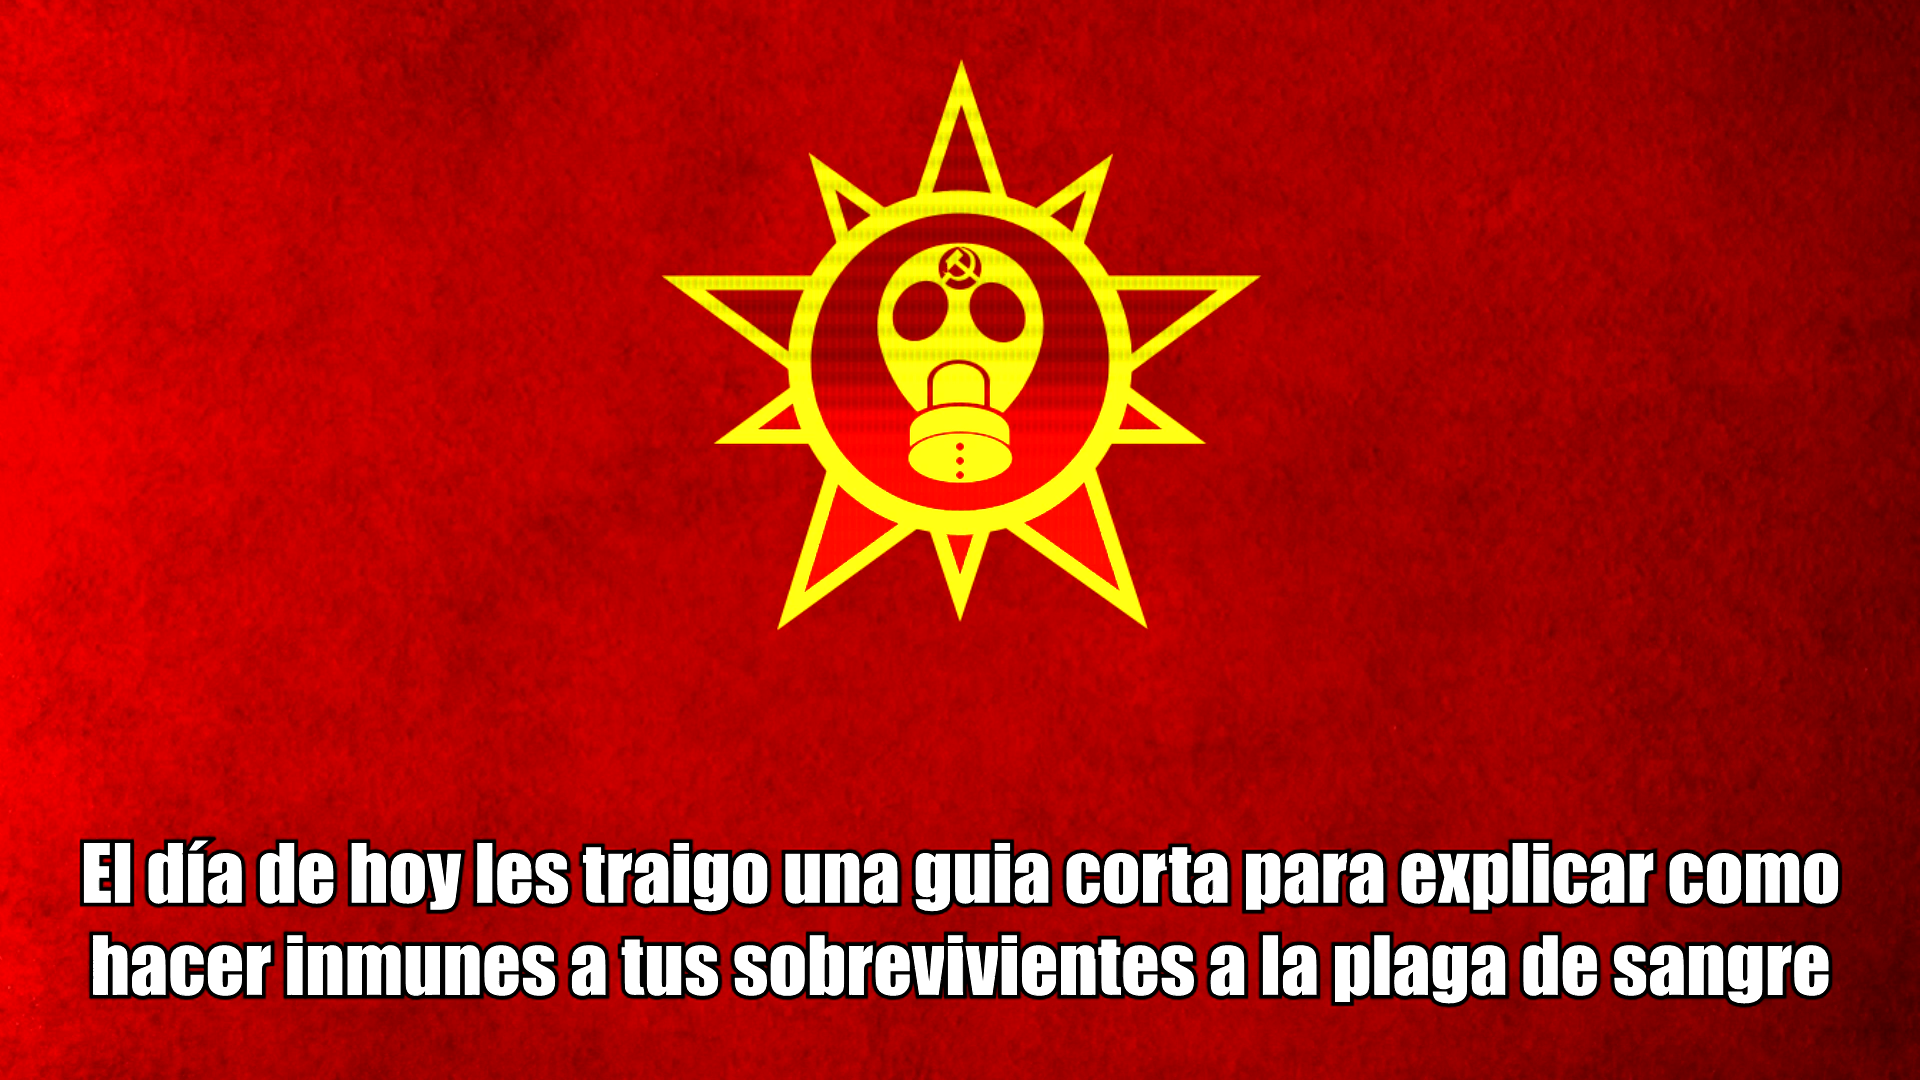 El día de hoy les traigo una guia corta para explicar como
hacer inmunes a tus sobrevivientes a la plaga de sangre